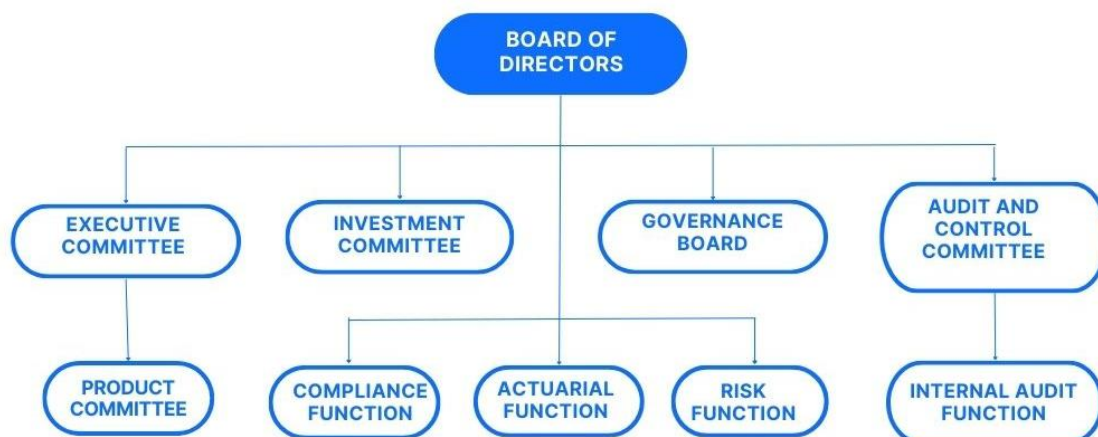 BOARD OF
DIRECTORS
EXECUTIVE
COMMITTEE
INVESTMENT
COMMITTEE
GOVERNANCE
BOARD
AUDIT AND
CONTROL
COMMITTEE
PRODUCT
COMMITTEE
COMPLIANCE
FUNCTION
ACTUARIAL
FUNCTION
RISK
FUNCTION
INTERNAL AUDIT
FUNCTION